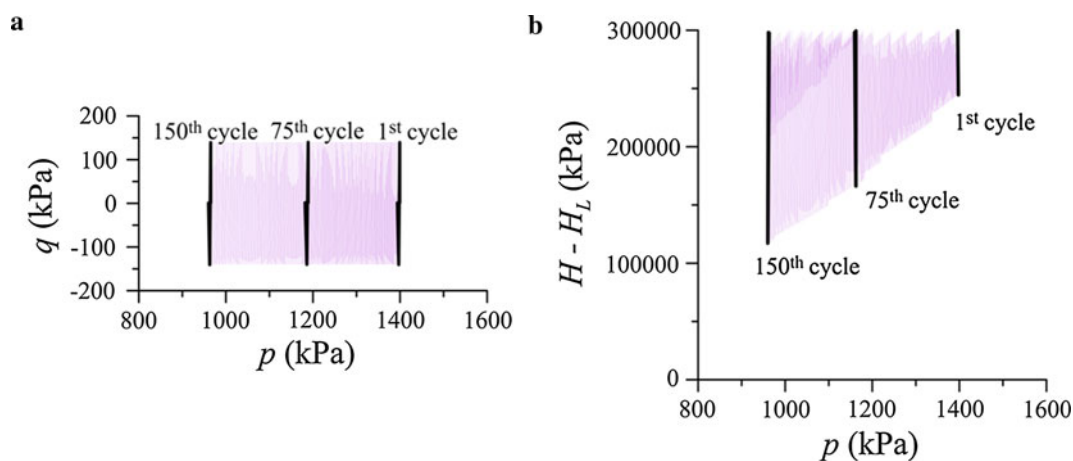 a
200
100
0
-100
-200
q (kPa)
150th cycle
75th cycle
1st cycle
800
1000
1200
1400
1600
p (kPa)
b
300000
200000
100000
0
H - H_L (kPa)
1st cycle
75th cycle
150th cycle
800
1000
1200
1400
1600
p (kPa)